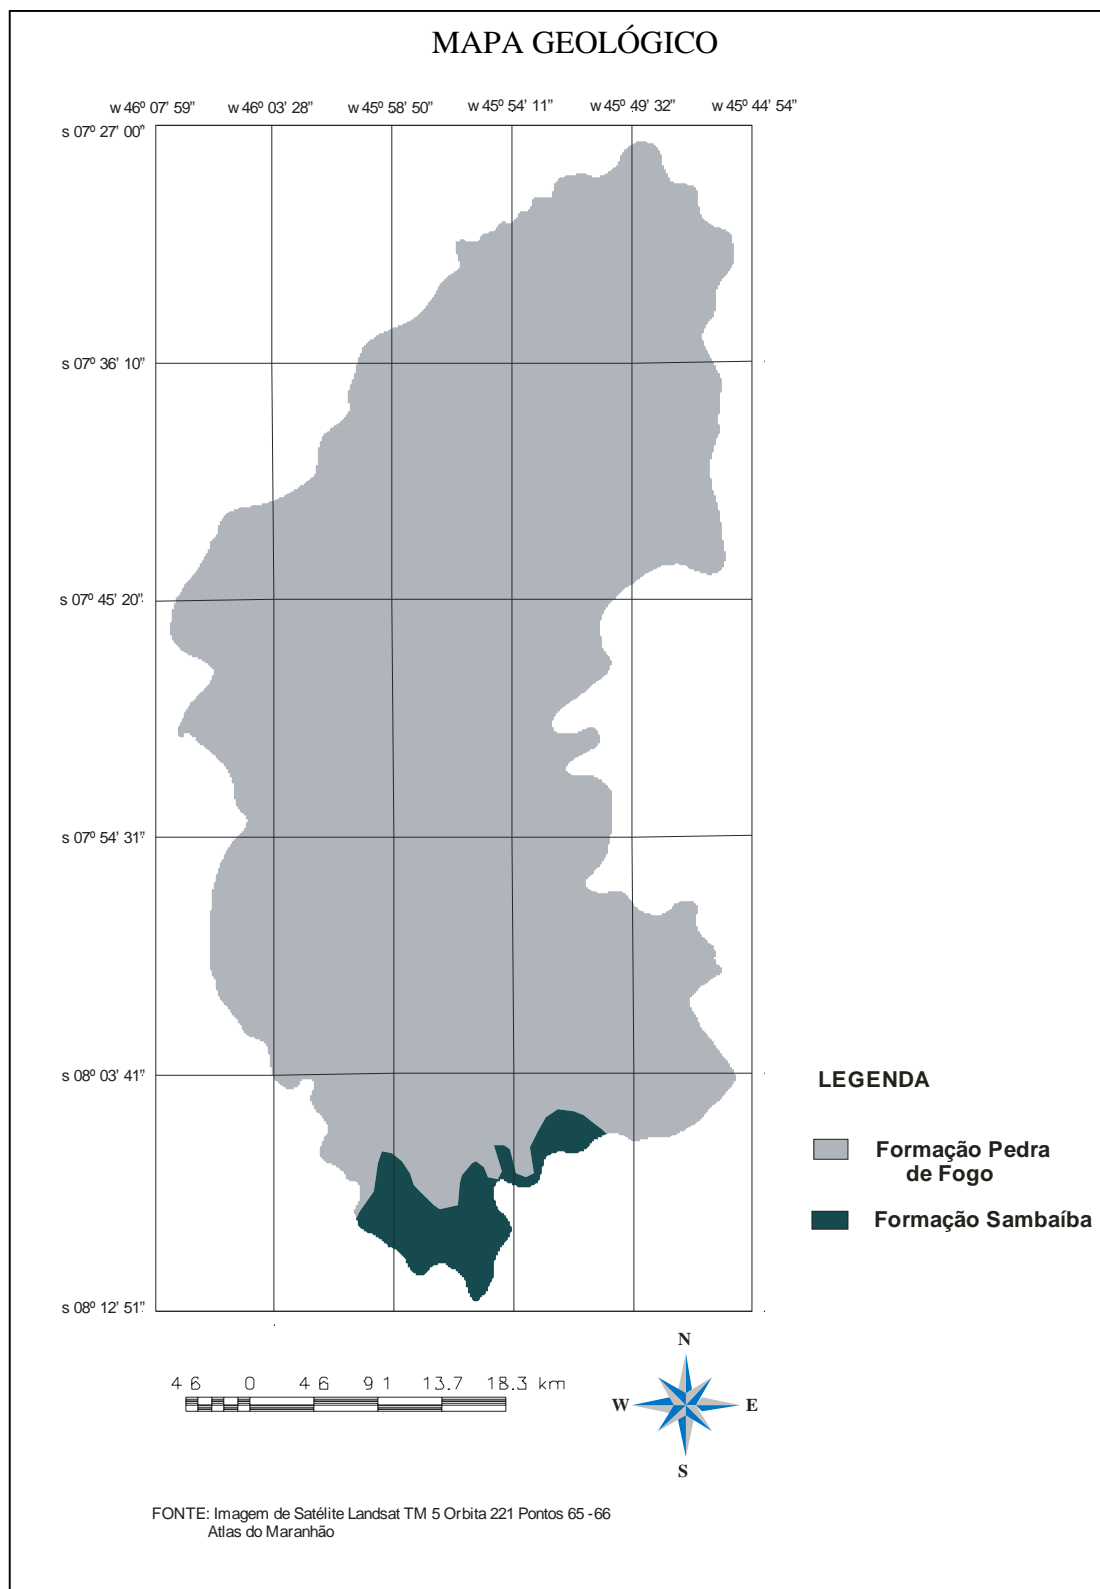 MAPA GEOLÓGICO
w 46º 07’ 59” w 46º 03’ 28” w 45º 58’ 50” w 45º 54’ 11” w 45º 49’ 32” w 45º 44’ 54”
s 07º 27’ 00”
s 07º 36’ 10”
s 07º 45’ 20”
s 07º 54’ 31”
s 08º 03’ 41”
LEGENDA
Formação Pedra
de Fogo
Formação Sambaíba
s 08º 12’ 51”
N
4 6 0 4 6 9 1 13.7 18.3 km
W E
S
FONTE: Imagem de Satélite Landsat TM 5 Orbita 221 Pontos 65 - 66
Atlas do Maranhão